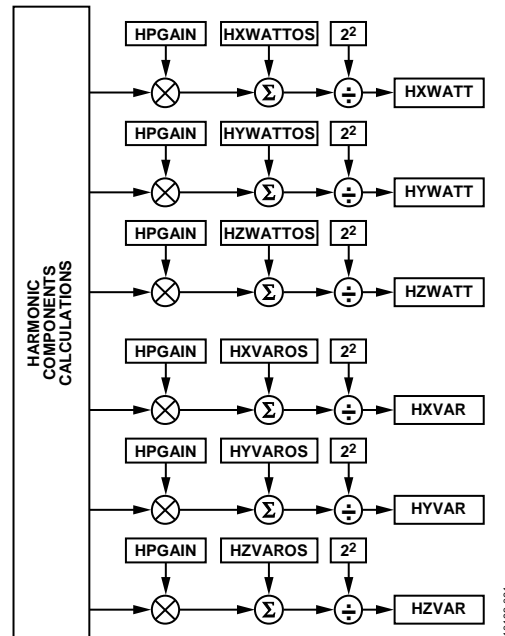 HPGAIN HXWATTOS 2²
Σ ÷ HXWATT
HPGAIN HYWATTOS 2²
Σ ÷ HYWATT
HPGAIN HZWATTOS 2²
Σ ÷ HZWATT
HARMONIC
COMPONENTS
CALCULATIONS
HPGAIN HXVAROS 2²
Σ ÷ HXVAR
HPGAIN HYVAROS 2²
Σ ÷ HYVAR
HPGAIN HZVAROS 2²
Σ ÷ HZVAR